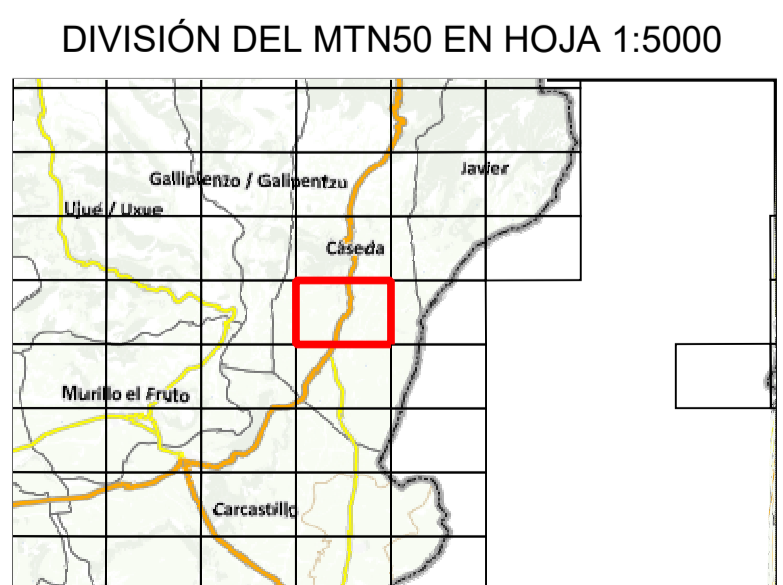 DIVISIÓN DEL MTN50 EN HOJA 1:5000
Javier
Gallipienzo / Galipentzu
Ujué / Uxue
Cáseda
Murillo el Fruto
Carcastillo